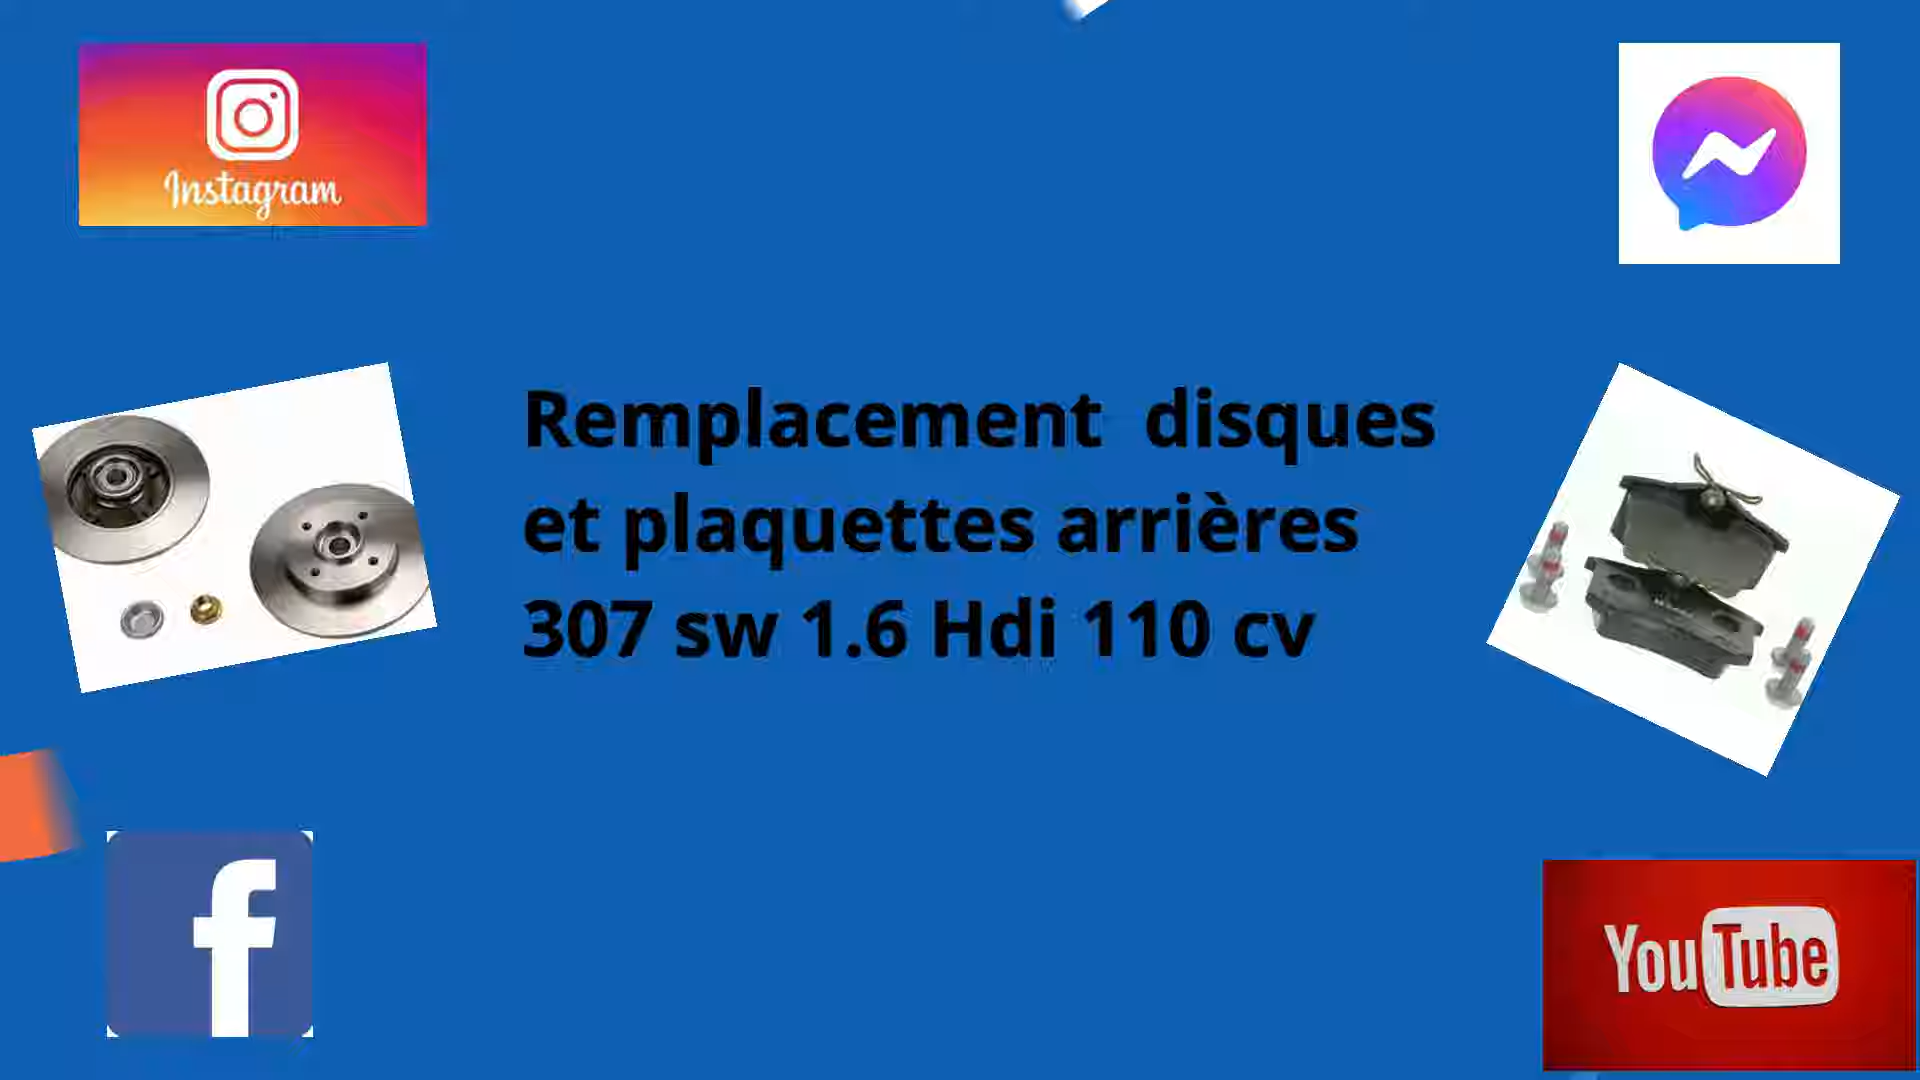 Instagram
Remplacement disques
et plaquettes arrières
307 sw 1.6 Hdi 110 cv
f
YouTube